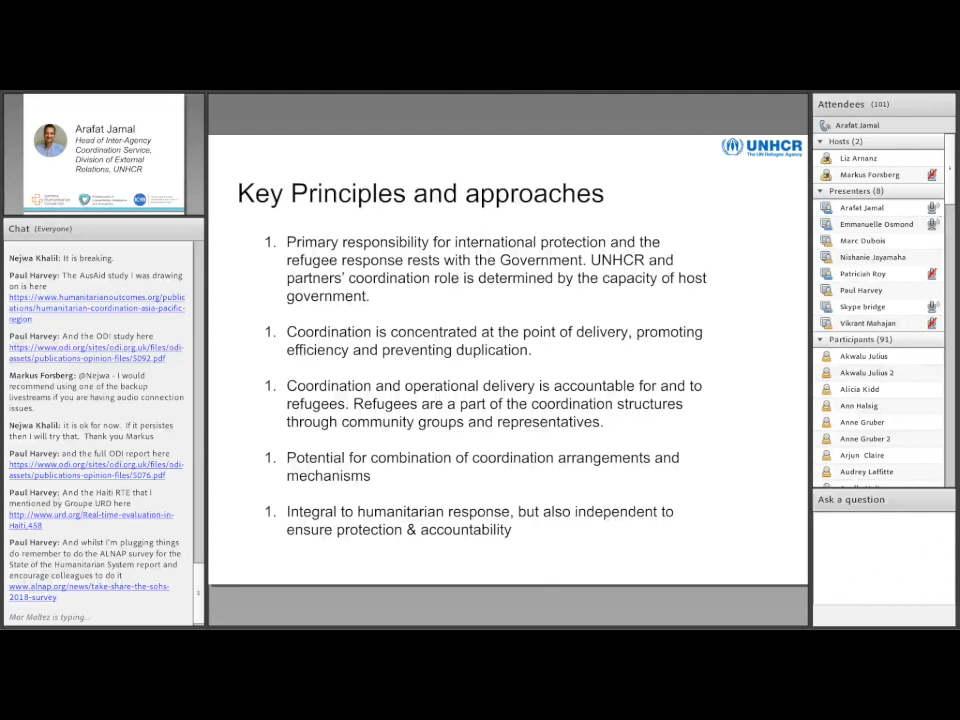 Arafat Jamal
Head of Inter-Agency
Coordination Service,
Division of External
Relations, UNHCR
Chat (Everyone)
Nejwa Khalil: It is breaking.
Paul Harvey: The AusAid study I was drawing
on is here
https://www.humanitarianoutcomes.org/public
ations/humanitarian-coordination-asia-pacific-
region
Paul Harvey: And the ODI study here
https://www.odi.org/sites/odi.org.uk/files/odi-
assets/publications-opinion-files/5092.pdf
Markus Forsberg: @Nejwa - I would
recommend using one of the backup
livestreams if you are having audio connection
issues.
Nejwa Khalil: it is ok for now. If it persistes
then I will try that. Thank you Markus
Paul Harvey: and the full ODI report here
https://www.odi.org/sites/odi.org.uk/files/odi-
assets/publications-opinion-files/5076.pdf
Paul Harvey: And the Haiti RTE that I
mentioned by Groupe URD here
http://www.urd.org/Real-time-evaluation-in-
Haiti,458
Paul Harvey: And whilst I'm plugging things
do remember to do the ALNAP survey for the
State of the Humanitarian System report and
encourage colleagues to do it
www.alnap.org/news/take-share-the-sohs-
2018-survey
Mar Maltez is typing...
UNHCR
The UN Refugee Agency
Key Principles and approaches
1. Primary responsibility for international protection and the
refugee response rests with the Government. UNHCR and
partners' coordination role is determined by the capacity of host
government.
1. Coordination is concentrated at the point of delivery, promoting
efficiency and preventing duplication.
1. Coordination and operational delivery is accountable for and to
refugees. Refugees are a part of the coordination structures
through community groups and representatives.
1. Potential for combination of coordination arrangements and
mechanisms
1. Integral to humanitarian response, but also independent to
ensure protection & accountability
Attendees (101)
Arafat Jamal
Hosts (2)
Liz Arnanz
Markus Forsberg
Presenters (8)
Arafat Jamal
Emmanuelle Osmond
Marc Dubois
Nishanie Jayamaha
Patriciah Roy
Paul Harvey
Skype bridge
Vikrant Mahajan
Participants (91)
Akwalu Julius
Akwalu Julius 2
Alicia Kidd
Ann Halsig
Anne Gruber
Anne Gruber 2
Arjun Claire
Audrey Laffitte
Ask a question